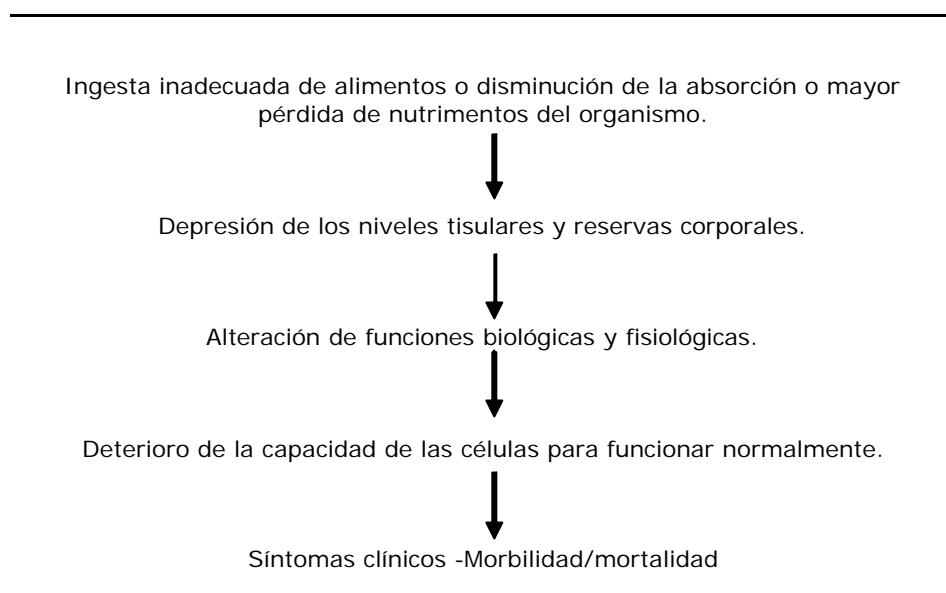 Ingesta inadecuada de alimentos o disminución de la absorción o mayor
pérdida de nutrimentos del organismo.
Depresión de los niveles tisulares y reservas corporales.
Alteración de funciones biológicas y fisiológicas.
Deterioro de la capacidad de las células para funcionar normalmente.
Síntomas clínicos -Morbilidad/mortalidad